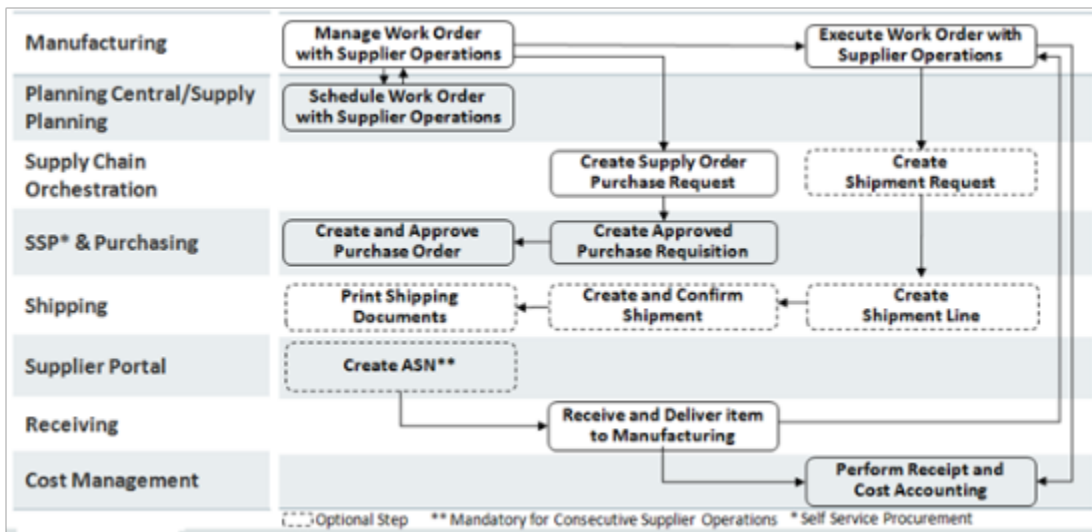 Manufacturing
Manage Work Order
with Supplier Operations
Execute Work Order with
Supplier Operations
Planning Central/Supply
Planning
Schedule Work Order
with Supplier Operations
Supply Chain
Orchestration
Create Supply Order
Purchase Request
Create
Shipment Request
SSP* & Purchasing
Create and Approve
Purchase Order
Create Approved
Purchase Requisition
Shipping
Print Shipping
Documents
Create and Confirm
Shipment
Create
Shipment Line
Supplier Portal
Create ASN**
Receiving
Receive and Deliver item
to Manufacturing
Cost Management
Perform Receipt and
Cost Accounting
Optional Step ** Mandatory for Consecutive Supplier Operations * Self Service Procurement